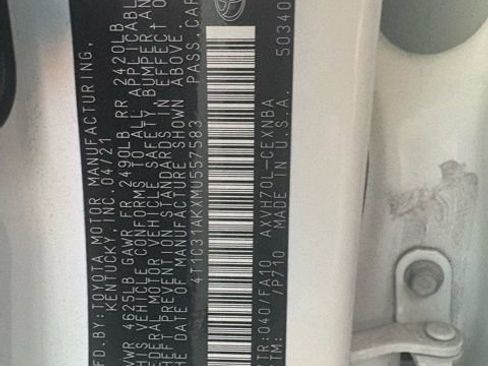 MFD.BY: TOYOTA MOTOR MANUFACTURING,
KENTUCKY, INC. 04/21
GVWR 4625LB GAWR FR 2490LB RR 2420LB
THIS VEHICLE CONFORMS TO ALL APPLICABLE
FEDERAL MOTOR VEHICLE SAFETY, BUMPER, AND
THEFT PREVENTION STANDARDS IN EFFECT ON
THE DATE OF MANUFACTURE SHOWN ABOVE.
4T1C31AKXMU557583 PASS.CAR
C/TR: 040/FA10 AXVH70L-CEXNBA
/P710 MADE IN U.S.A. 50340